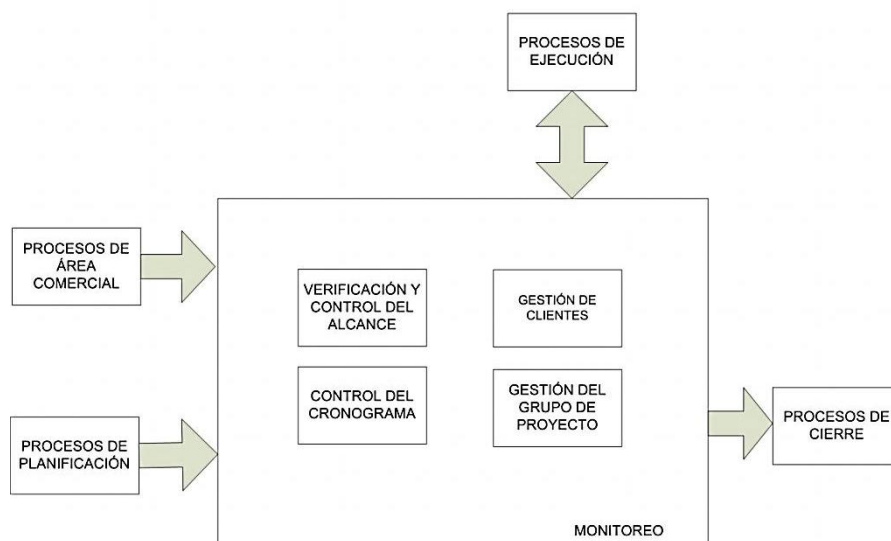 PROCESOS DE
EJECUCIÓN
PROCESOS DE
ÁREA
COMERCIAL
VERIFICACIÓN Y
CONTROL DEL
ALCANCE
GESTIÓN DE
CLIENTES
CONTROL DEL
CRONOGRAMA
GESTIÓN DEL
GRUPO DE
PROYECTO
PROCESOS DE
PLANIFICACIÓN
PROCESOS DE
CIERRE
MONITOREO